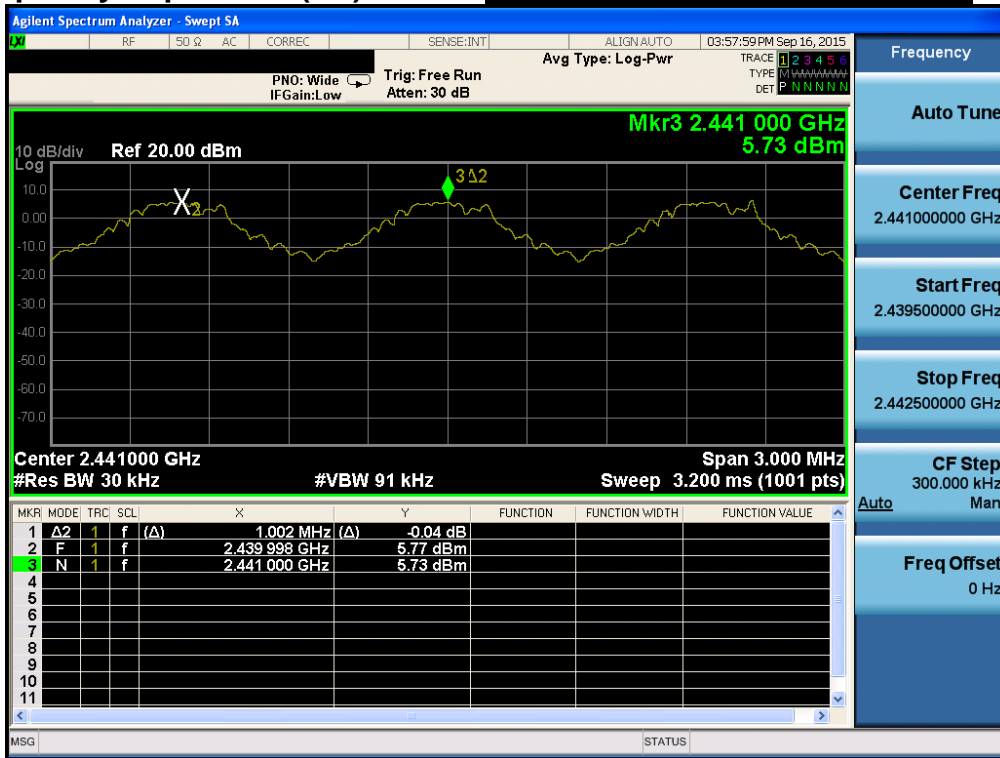 Agilent Spectrum Analyzer - Swept SA
LXI RF 50 Ω AC CORREC SENSE:INT ALIGN AUTO 03:57:59 PM Sep 16, 2015
Avg Type: Log-Pwr TRACE 1 2 3 4 5 6
PNO: Wide Trig: Free Run TYPE M
IFGain:Low Atten: 30 dB DET P N N N N N
Mkr3 2.441 000 GHz
10 dB/div Ref 20.00 dBm 5.73 dBm
Log
3Δ2
10.0
X2
0.00
-10.0
-20.0
-30.0
-40.0
-50.0
-60.0
-70.0
Center 2.441000 GHz Span 3.000 MHz
#Res BW 30 kHz #VBW 91 kHz Sweep 3.200 ms (1001 pts)
MKR MODE TRC SCL X Y FUNCTION FUNCTION WIDTH FUNCTION VALUE
1 Δ2 1 f (Δ) 1.002 MHz (Δ) -0.04 dB
2 F 1 f 2.439 998 GHz 5.77 dBm
3 N 1 f 2.441 000 GHz 5.73 dBm
4
5
6
7
8
9
10
11
MSG STATUS
Frequency
Auto Tune
Center Freq
2.441000000 GHz
Start Freq
2.439500000 GHz
Stop Freq
2.442500000 GHz
CF Step
300.000 kHz
Auto Man
Freq Offset
0 Hz